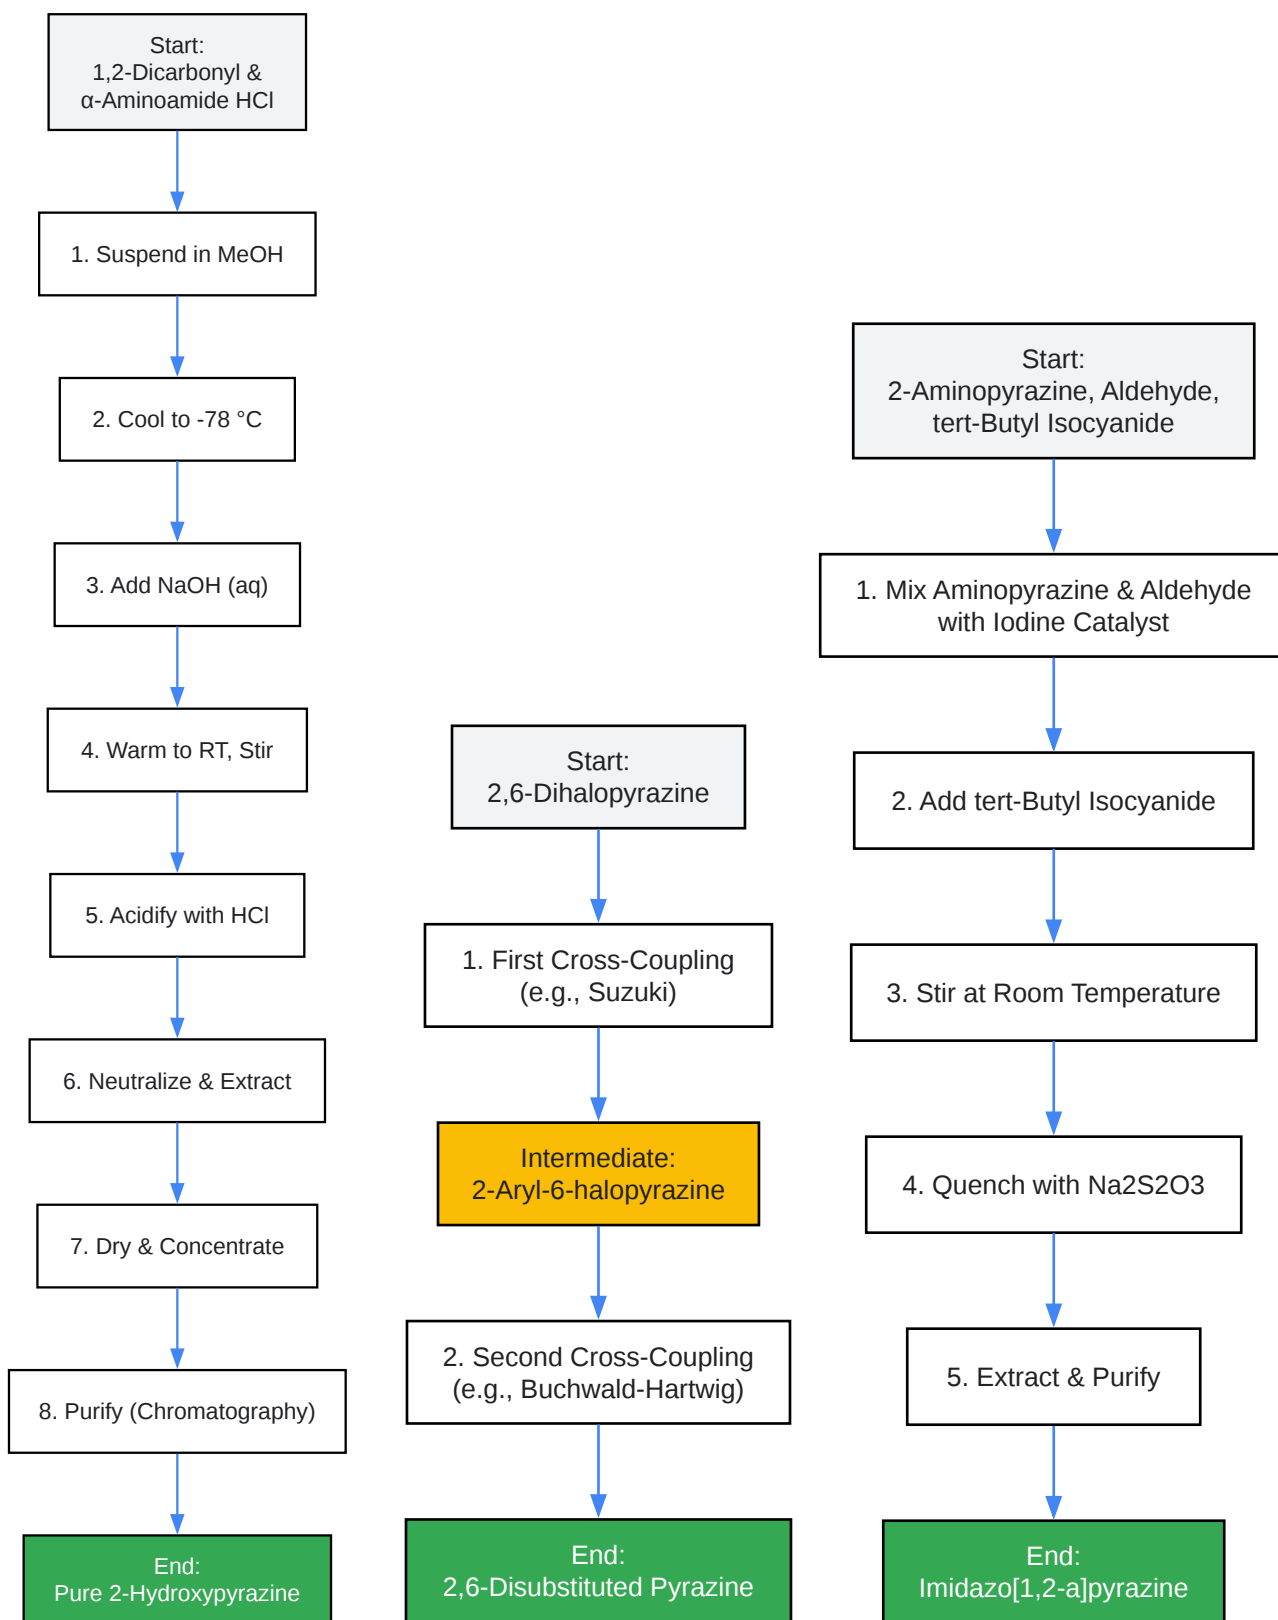 Start:
1,2-Dicarbonyl &
α-Aminoamide HCl
1. Suspend in MeOH
2. Cool to -78 °C
3. Add NaOH (aq)
4. Warm to RT, Stir
5. Acidify with HCl
6. Neutralize & Extract
7. Dry & Concentrate
8. Purify (Chromatography)
End:
Pure 2-Hydroxypyrazine
Start:
2,6-Dihalopyrazine
1. First Cross-Coupling
(e.g., Suzuki)
Intermediate:
2-Aryl-6-halopyrazine
2. Second Cross-Coupling
(e.g., Buchwald-Hartwig)
End:
2,6-Disubstituted Pyrazine
Start:
2-Aminopyrazine, Aldehyde,
tert-Butyl Isocyanide
1. Mix Aminopyrazine & Aldehyde
with Iodine Catalyst
2. Add tert-Butyl Isocyanide
3. Stir at Room Temperature
4. Quench with Na2S2O3
5. Extract & Purify
End:
Imidazo[1,2-a]pyrazine